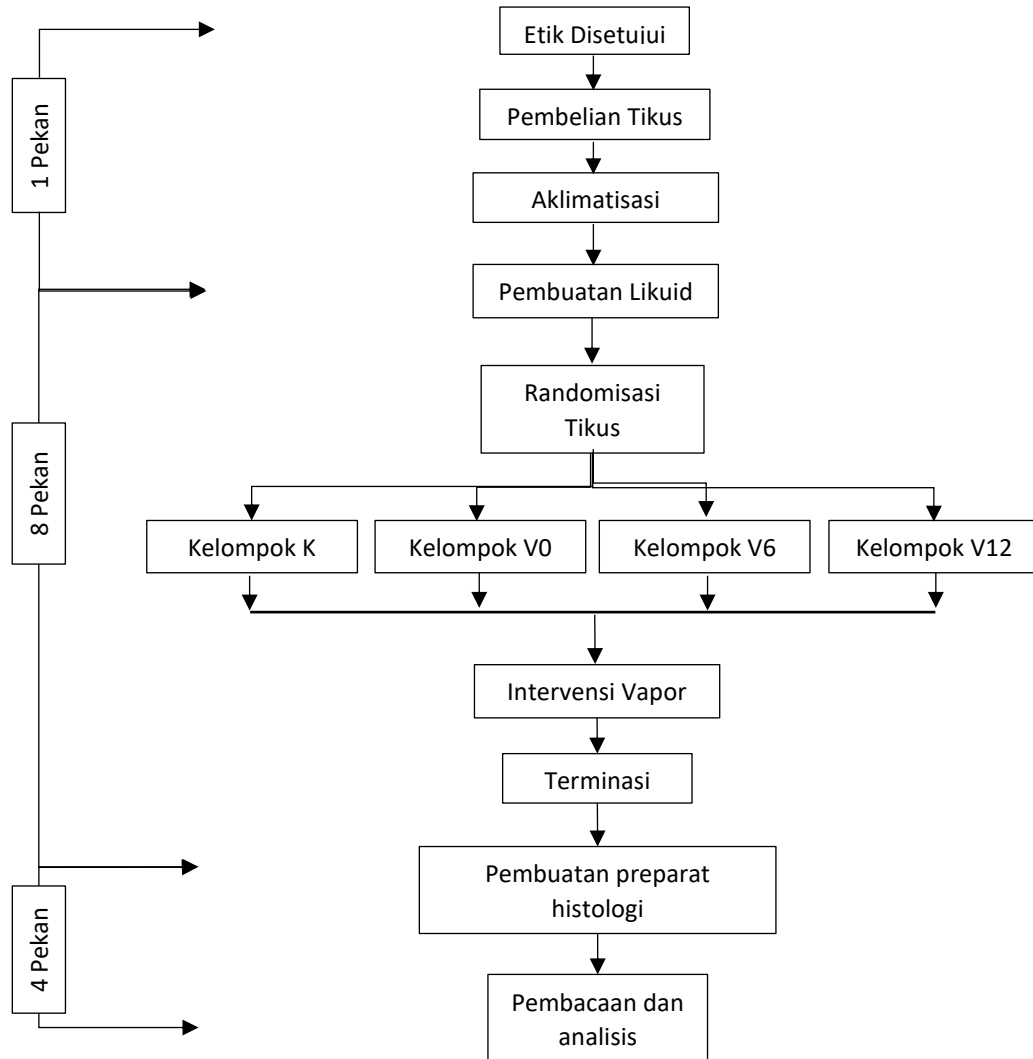 Etik Disetujui
Pembelian Tikus
Aklimatisasi
Pembuatan Likuid
Randomisasi
Tikus
Kelompok K
Kelompok V0
Kelompok V6
Kelompok V12
Intervensi Vapor
Terminasi
Pembuatan preparat
histologi
Pembacaan dan
analisis
1 Pekan
8 Pekan
4 Pekan